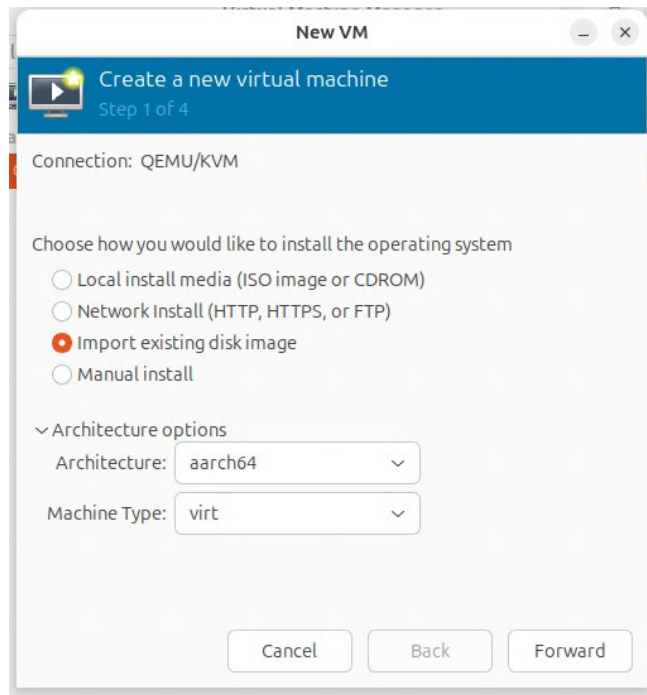 New VM
Create a new virtual machine
Step 1 of 4
Connection: QEMU/KVM
Choose how you would like to install the operating system
Local install media (ISO image or CDROM)
Network Install (HTTP, HTTPS, or FTP)
Import existing disk image
Manual install
Architecture options
Architecture: aarch64
Machine Type: virt
Cancel Back Forward